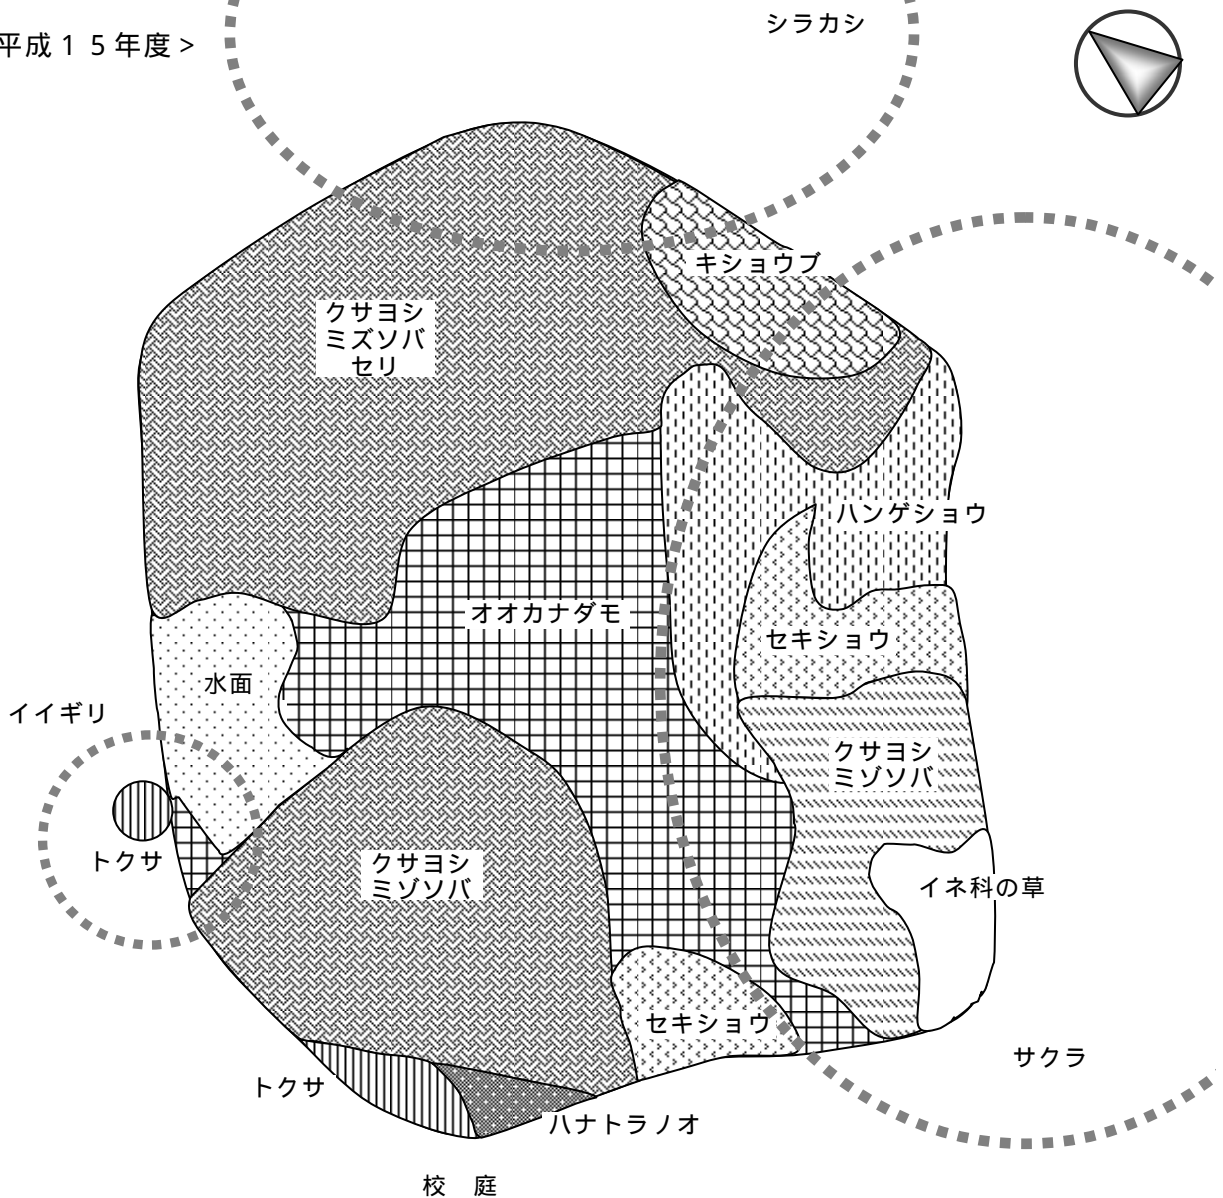 シラカシ
平成１５年度>
キショウブ
クサヨシ
ミズソバ
セリ
ハンゲショウ
オオカナダモ
セキショウ
水面
イイギリ
クサヨシ
ミゾソバ
トクサ
クサヨシ
ミゾソバ
イネ科の草
セキショウ
サクラ
トクサ
ハナトラノオ
校　庭